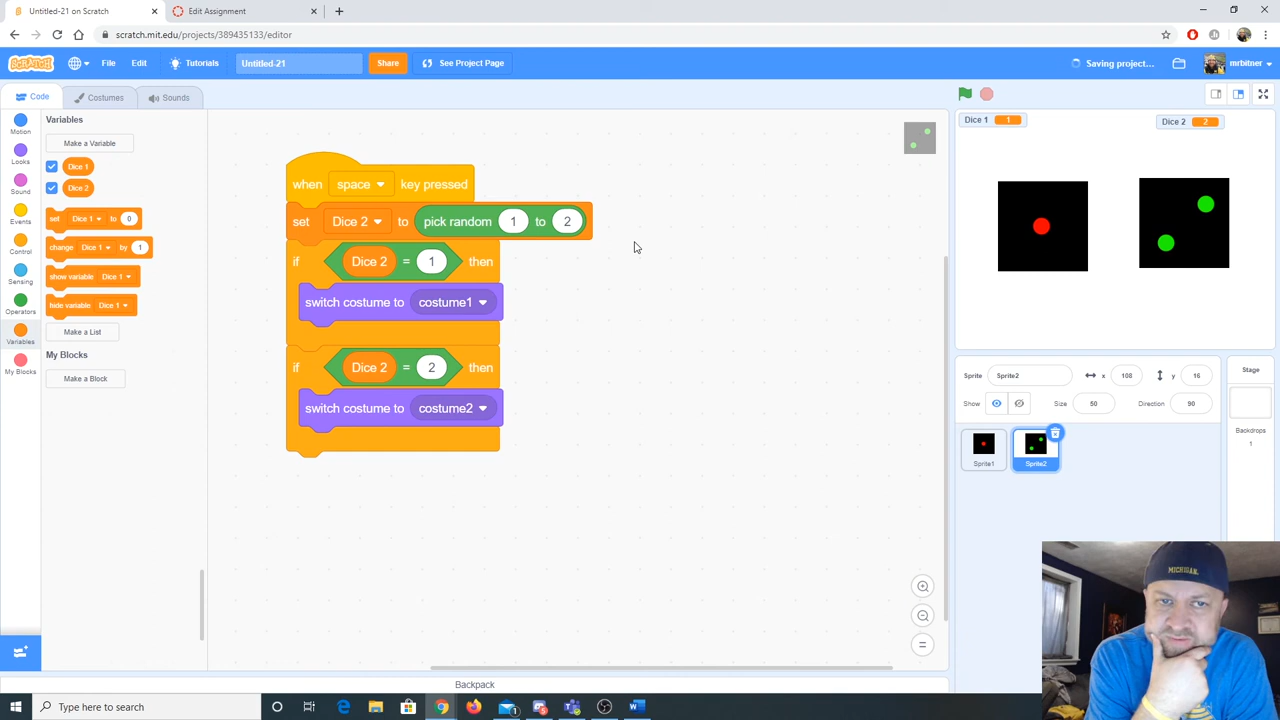 Untitled-21 on Scratch
Edit Assignment
scratch.mit.edu/projects/389435133/editor
SCRATCH
File
Edit
Tutorials
Untitled-21
Share
See Project Page
Saving project...
mrbitner
Code
Costumes
Sounds
Motion
Looks
Sound
Events
Control
Sensing
Operators
Variables
My Blocks
Variables
Make a Variable
Dice 1
Dice 2
set Dice 1 to 0
change Dice 1 by 1
show variable Dice 1
hide variable Dice 1
Make a List
My Blocks
Make a Block
when space key pressed
set Dice 2 to pick random 1 to 2
if Dice 2 = 1 then
switch costume to costume1
if Dice 2 = 2 then
switch costume to costume2
Dice 1 1
Dice 2 2
Sprite Sprite2 x 108 y 16
Show Size 50 Direction 90
Sprite1
Sprite2
Stage
Backdrops
1
MICHIGAN
Backpack
Type here to search